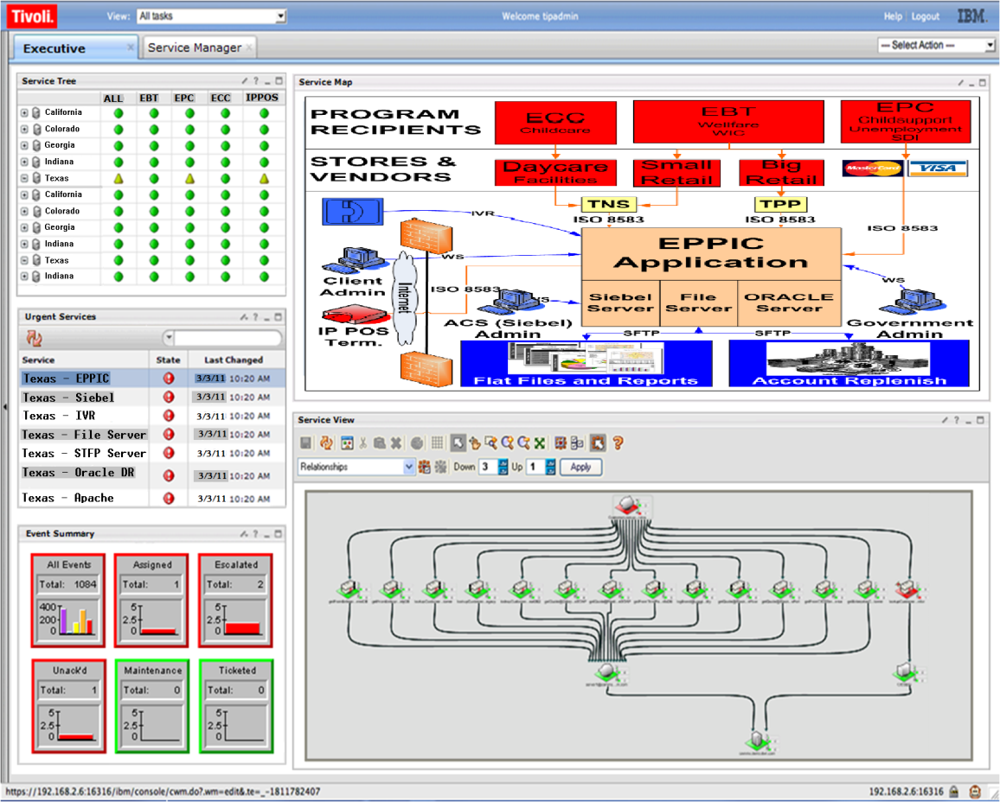 Tivoli. View: All tasks Welcome tipadmin Help Logout IBM.
Executive Service Manager --- Select Action ---
Service Tree
ALL EBT EPC ECC IPPOS
California
Colorado
Georgia
Indiana
Texas
California
Colorado
Georgia
Indiana
Texas
Indiana
Urgent Services
Service State Last Changed
Texas - EPPIC 3/3/11 10:20 AM
Texas - Siebel 3/3/11 10:20 AM
Texas - IVR 3/3/11 10:20 AM
Texas - File Server 3/3/11 10:20 AM
Texas - STFP Server 3/3/11 10:20 AM
Texas - Oracle DR 3/3/11 10:20 AM
Texas - Apache 3/3/11 10:20 AM
Event Summary
All Events
Total: 1084
400
200
0
Assigned
Total: 1
5
2.5
0
Escalated
Total: 2
5
2.5
0
Unack'd
Total: 1
5
2.5
0
Maintenance
Total: 0
5
2.5
0
Ticketed
Total: 0
5
2.5
0
Service Map
PROGRAM
RECIPIENTS
ECC
Childcare
EBT
Wellfare
WIC
EPC
Childsupport
Unemployment
SDI
STORES &
VENDORS
Daycare
Facilities
Small
Retail
Big
Retail
MasterCard
VISA
TNS
ISO 8583
TPP
ISO 8583
ISO 8583
IVR
WS
Client
Admin
Internet
ISO 8583
IP POS
Term.
ACS (Siebel)
Admin
EPPIC
Application
Siebel
Server
File
Server
ORACLE
Server
WS
Government
Admin
SFTP
SFTP
Flat Files and Reports
Account Replenish
Service View
Relationships Down 3 Up 1 Apply
https://192.168.2.6:16316/ibm/console/cwm.do?.wm=edit&.te=_-1811782407 192.168.2.6:16316